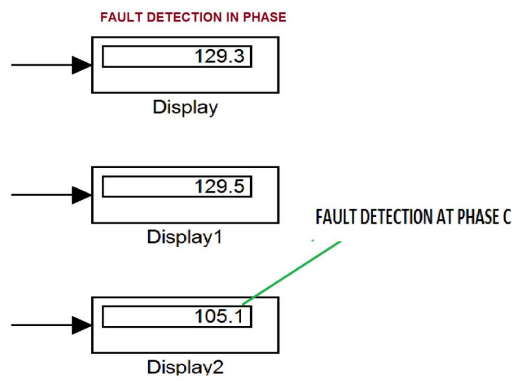 FAULT DETECTION IN PHASE
129.3
Display
129.5
Display1
FAULT DETECTION AT PHASE C
105.1
Display2